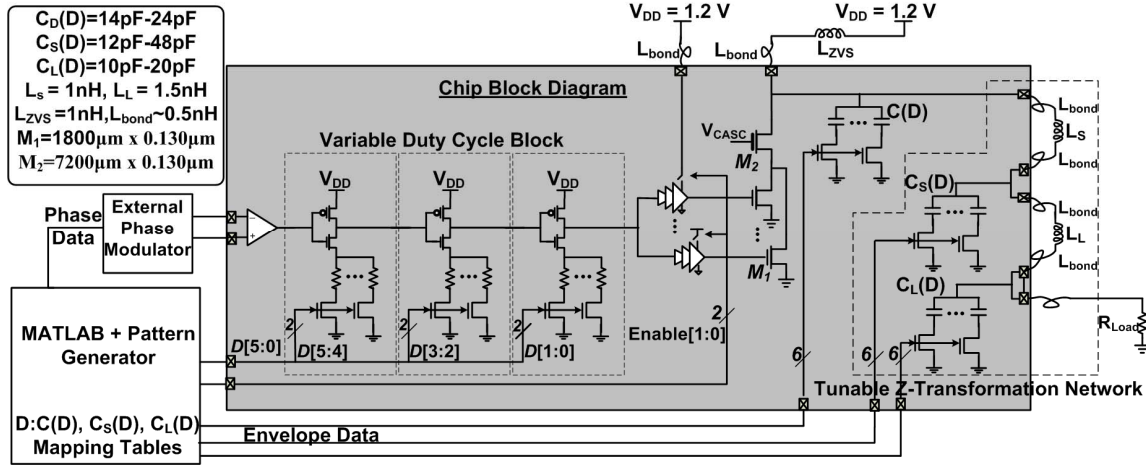 C_D(D)=14pF-24pF
C_S(D)=12pF-48pF
C_L(D)=10pF-20pF
L_s = 1nH, L_L = 1.5nH
L_ZVS =1nH,L_bond~0.5nH
M_1=1800µm x 0.130µm
M_2=7200µm x 0.130µm
V_DD = 1.2 V
V_DD = 1.2 V
L_bond
L_bond
L_ZVS
Chip Block Diagram
Variable Duty Cycle Block
V_DD
V_DD
V_DD
V_CASC
M_2
C(D)
L_bond
L_S
L_bond
C_S(D)
L_bond
L_L
L_bond
Phase
Data
External
Phase
Modulator
M_1
C_L(D)
R_Load
MATLAB + Pattern
Generator
2
2
2
2
Enable[1:0]
D[5:0]
D[5:4]
D[3:2]
D[1:0]
6
6
6
Tunable Z-Transformation Network
D:C(D), C_S(D), C_L(D)
Mapping Tables
Envelope Data